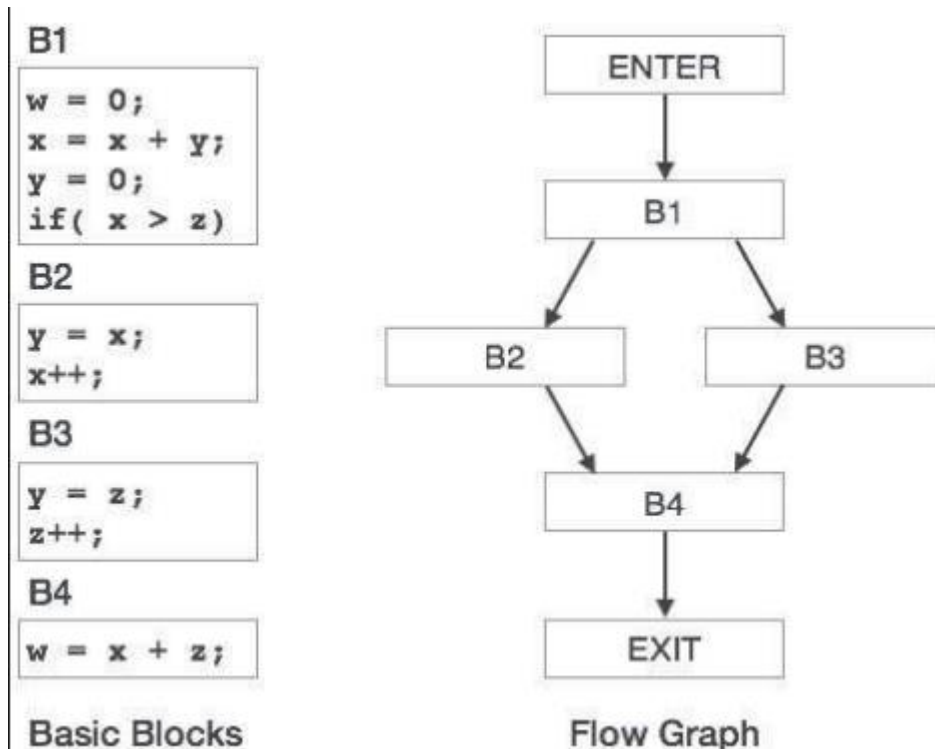 B1
w = 0;
x = x + y;
y = 0;
if( x > z)
B2
y = x;
x++;
B3
y = z;
z++;
B4
w = x + z;
Basic Blocks
ENTER
B1
B2
B3
B4
EXIT
Flow Graph